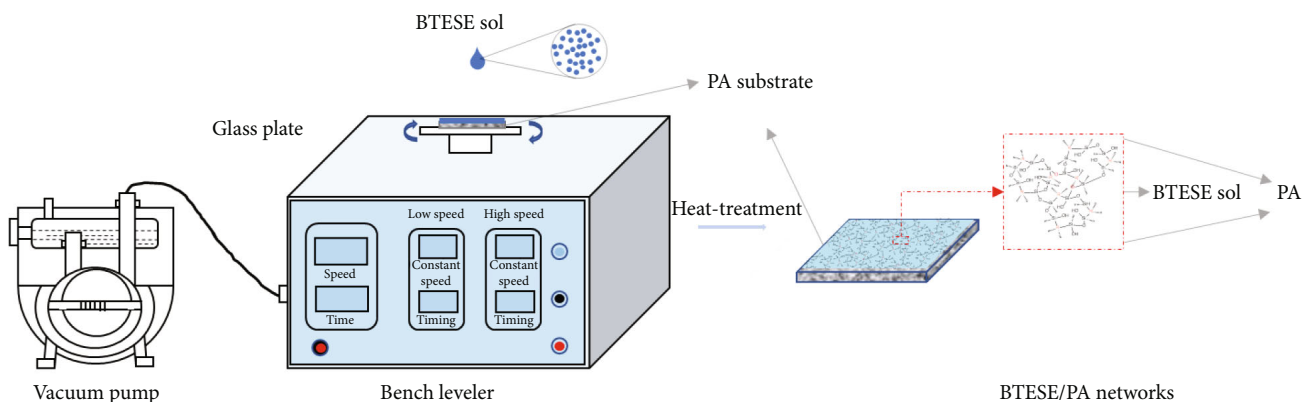 BTESE sol
PA substrate
Glass plate
Low speed
High speed
Speed
Time
Constant
speed
Timing
Constant
speed
Timing
Heat-treatment
BTESE sol
PA
Vacuum pump
Bench leveler
BTESE/PA networks